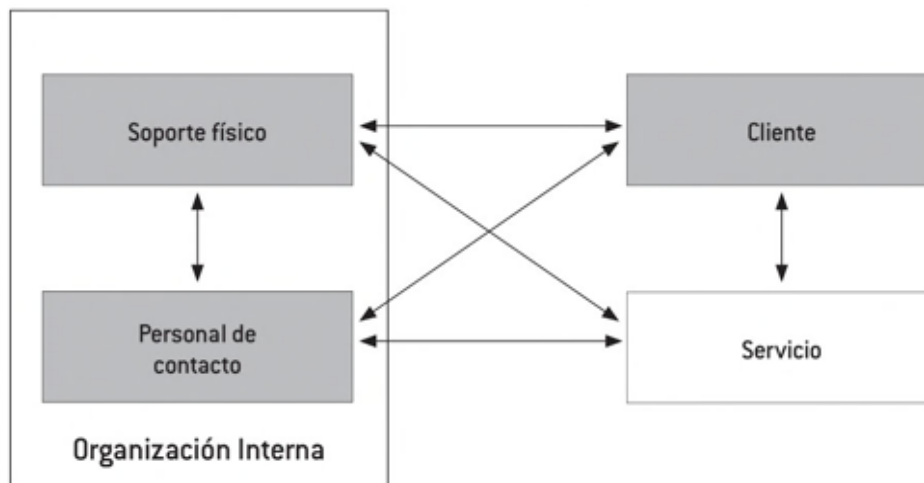 Soporte físico
Cliente
Personal de
contacto
Servicio
Organización Interna